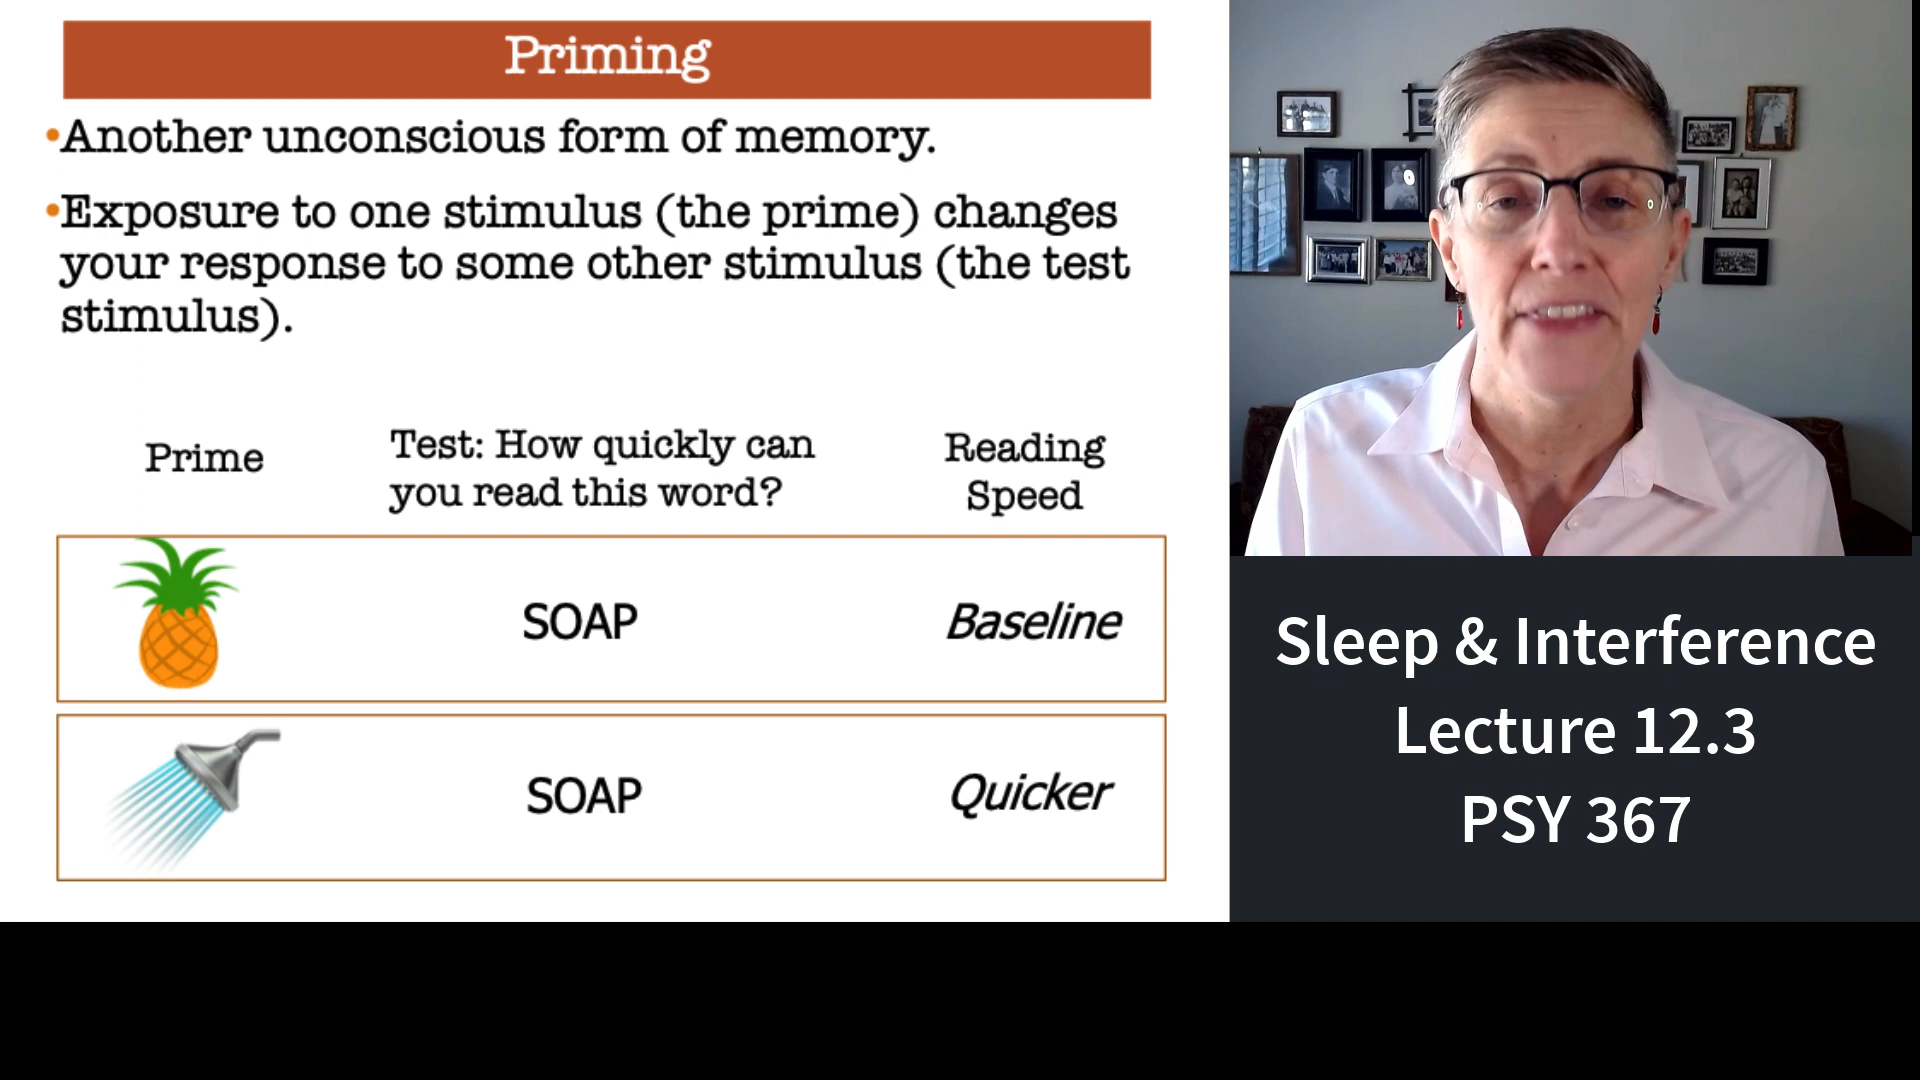 Priming
•Another unconscious form of memory.
•Exposure to one stimulus (the prime) changes
your response to some other stimulus (the test
stimulus).
Prime
Test: How quickly can
you read this word?
Reading
Speed
SOAP
Baseline
SOAP
Quicker
Sleep & Interference
Lecture 12.3
PSY 367